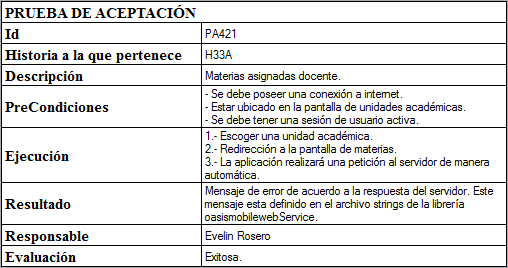 PRUEBA DE ACEPTACIÓN
Id PA421
Historia a la que pertenece H33A
Descripción Materias asignadas docente.
PreCondiciones
- Se debe poseer una conexión a internet.
- Estar ubicado en la pantalla de unidades académicas.
- Se debe tener una sesión de usuario activa.
Ejecución
1.- Escoger una unidad académica.
2.- Redirección a la pantalla de materias.
3.- La aplicación realizará una petición al servidor de manera
automática.
Resultado
Mensaje de error de acuerdo a la respuesta del servidor. Este
mensaje esta definido en el archivo strings de la librería
oasismobilewebService.
Responsable Evelin Rosero
Evaluación Exitosa.